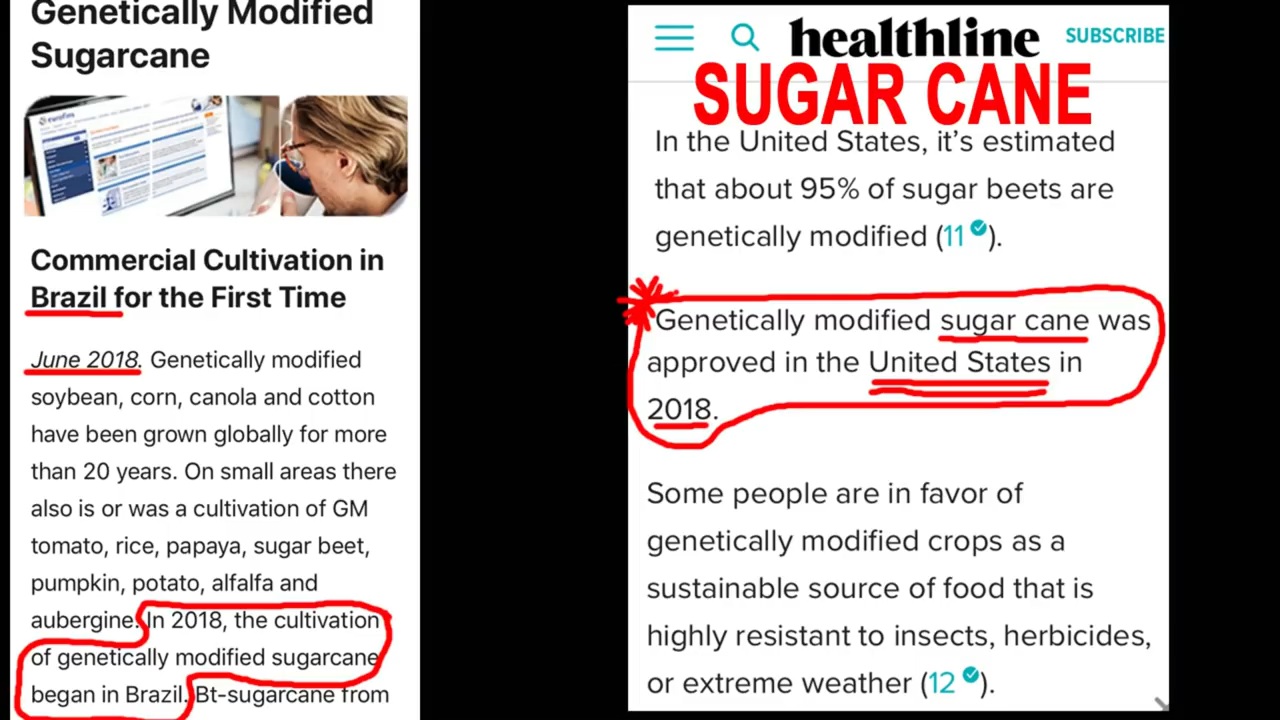 Genetically Modified
Sugarcane
eurofins
Commercial Cultivation in
Brazil for the First Time
June 2018. Genetically modified
soybean, corn, canola and cotton
have been grown globally for more
than 20 years. On small areas there
also is or was a cultivation of GM
tomato, rice, papaya, sugar beet,
pumpkin, potato, alfalfa and
aubergine. In 2018, the cultivation
of genetically modified sugarcane
began in Brazil. Bt-sugarcane from
healthline
SUBSCRIBE
SUGAR CANE
In the United States, it’s estimated
that about 95% of sugar beets are
genetically modified (11).
Genetically modified sugar cane was
approved in the United States in
2018.
Some people are in favor of
genetically modified crops as a
sustainable source of food that is
highly resistant to insects, herbicides,
or extreme weather (12).